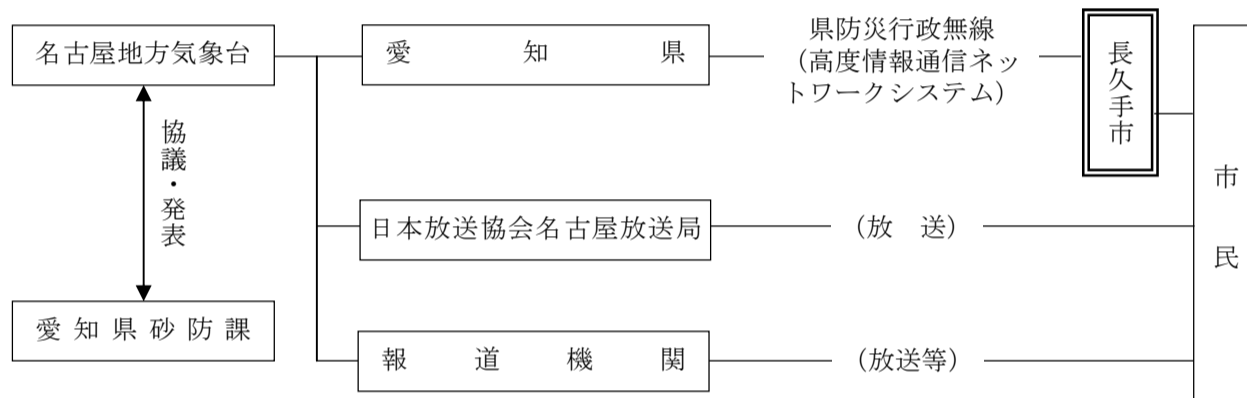 名古屋地方気象台
愛知県
県防災行政無線
（高度情報通信ネッ
トワークシステム）
長久手市
協議・発表
市民
日本放送協会名古屋放送局
（放　送）
愛知県砂防課
報道機関
（放送等）